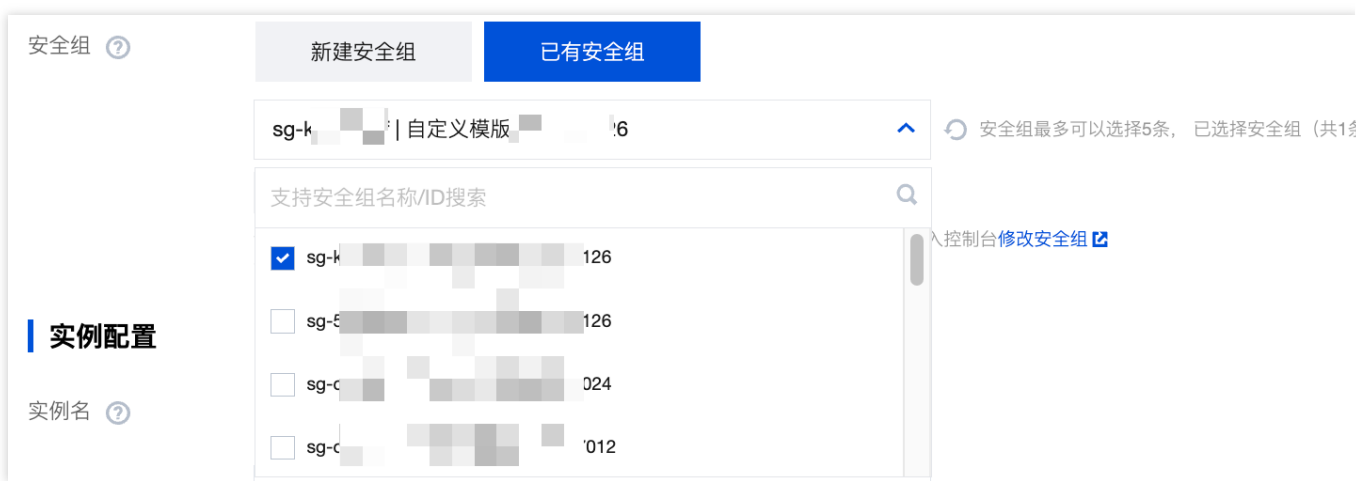 安全组
新建安全组 已有安全组
sg-k | 自定义模版 26
安全组最多可以选择5条, 已选择安全组（共1条
支持安全组名称/ID搜索
sg-k 126
入控制台修改安全组
sg-5 126
实例配置
sg-c 024
实例名
sg-c 7012